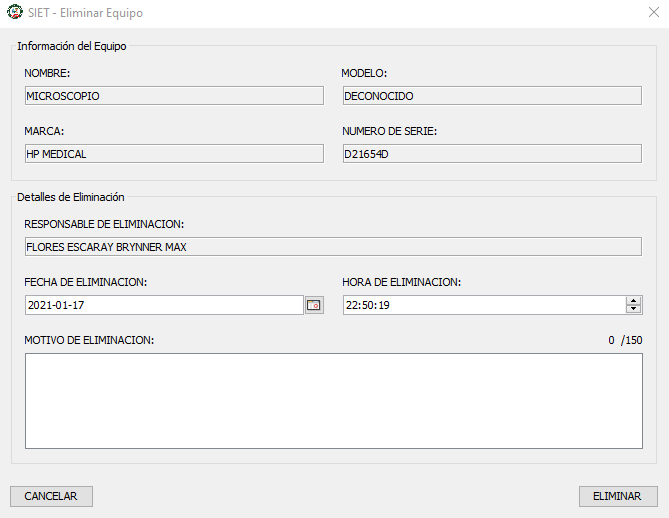 SIET - Eliminar Equipo
Información del Equipo
NOMBRE:
MICROSCOPIO
MODELO:
DECONOCIDO
MARCA:
HP MEDICAL
NUMERO DE SERIE:
D21654D
Detalles de Eliminación
RESPONSABLE DE ELIMINACION:
FLORES ESCARAY BRYNNER MAX
FECHA DE ELIMINACION:
2021-01-17
HORA DE ELIMINACION:
22:50:19
MOTIVO DE ELIMINACION:
0 /150
CANCELAR
ELIMINAR